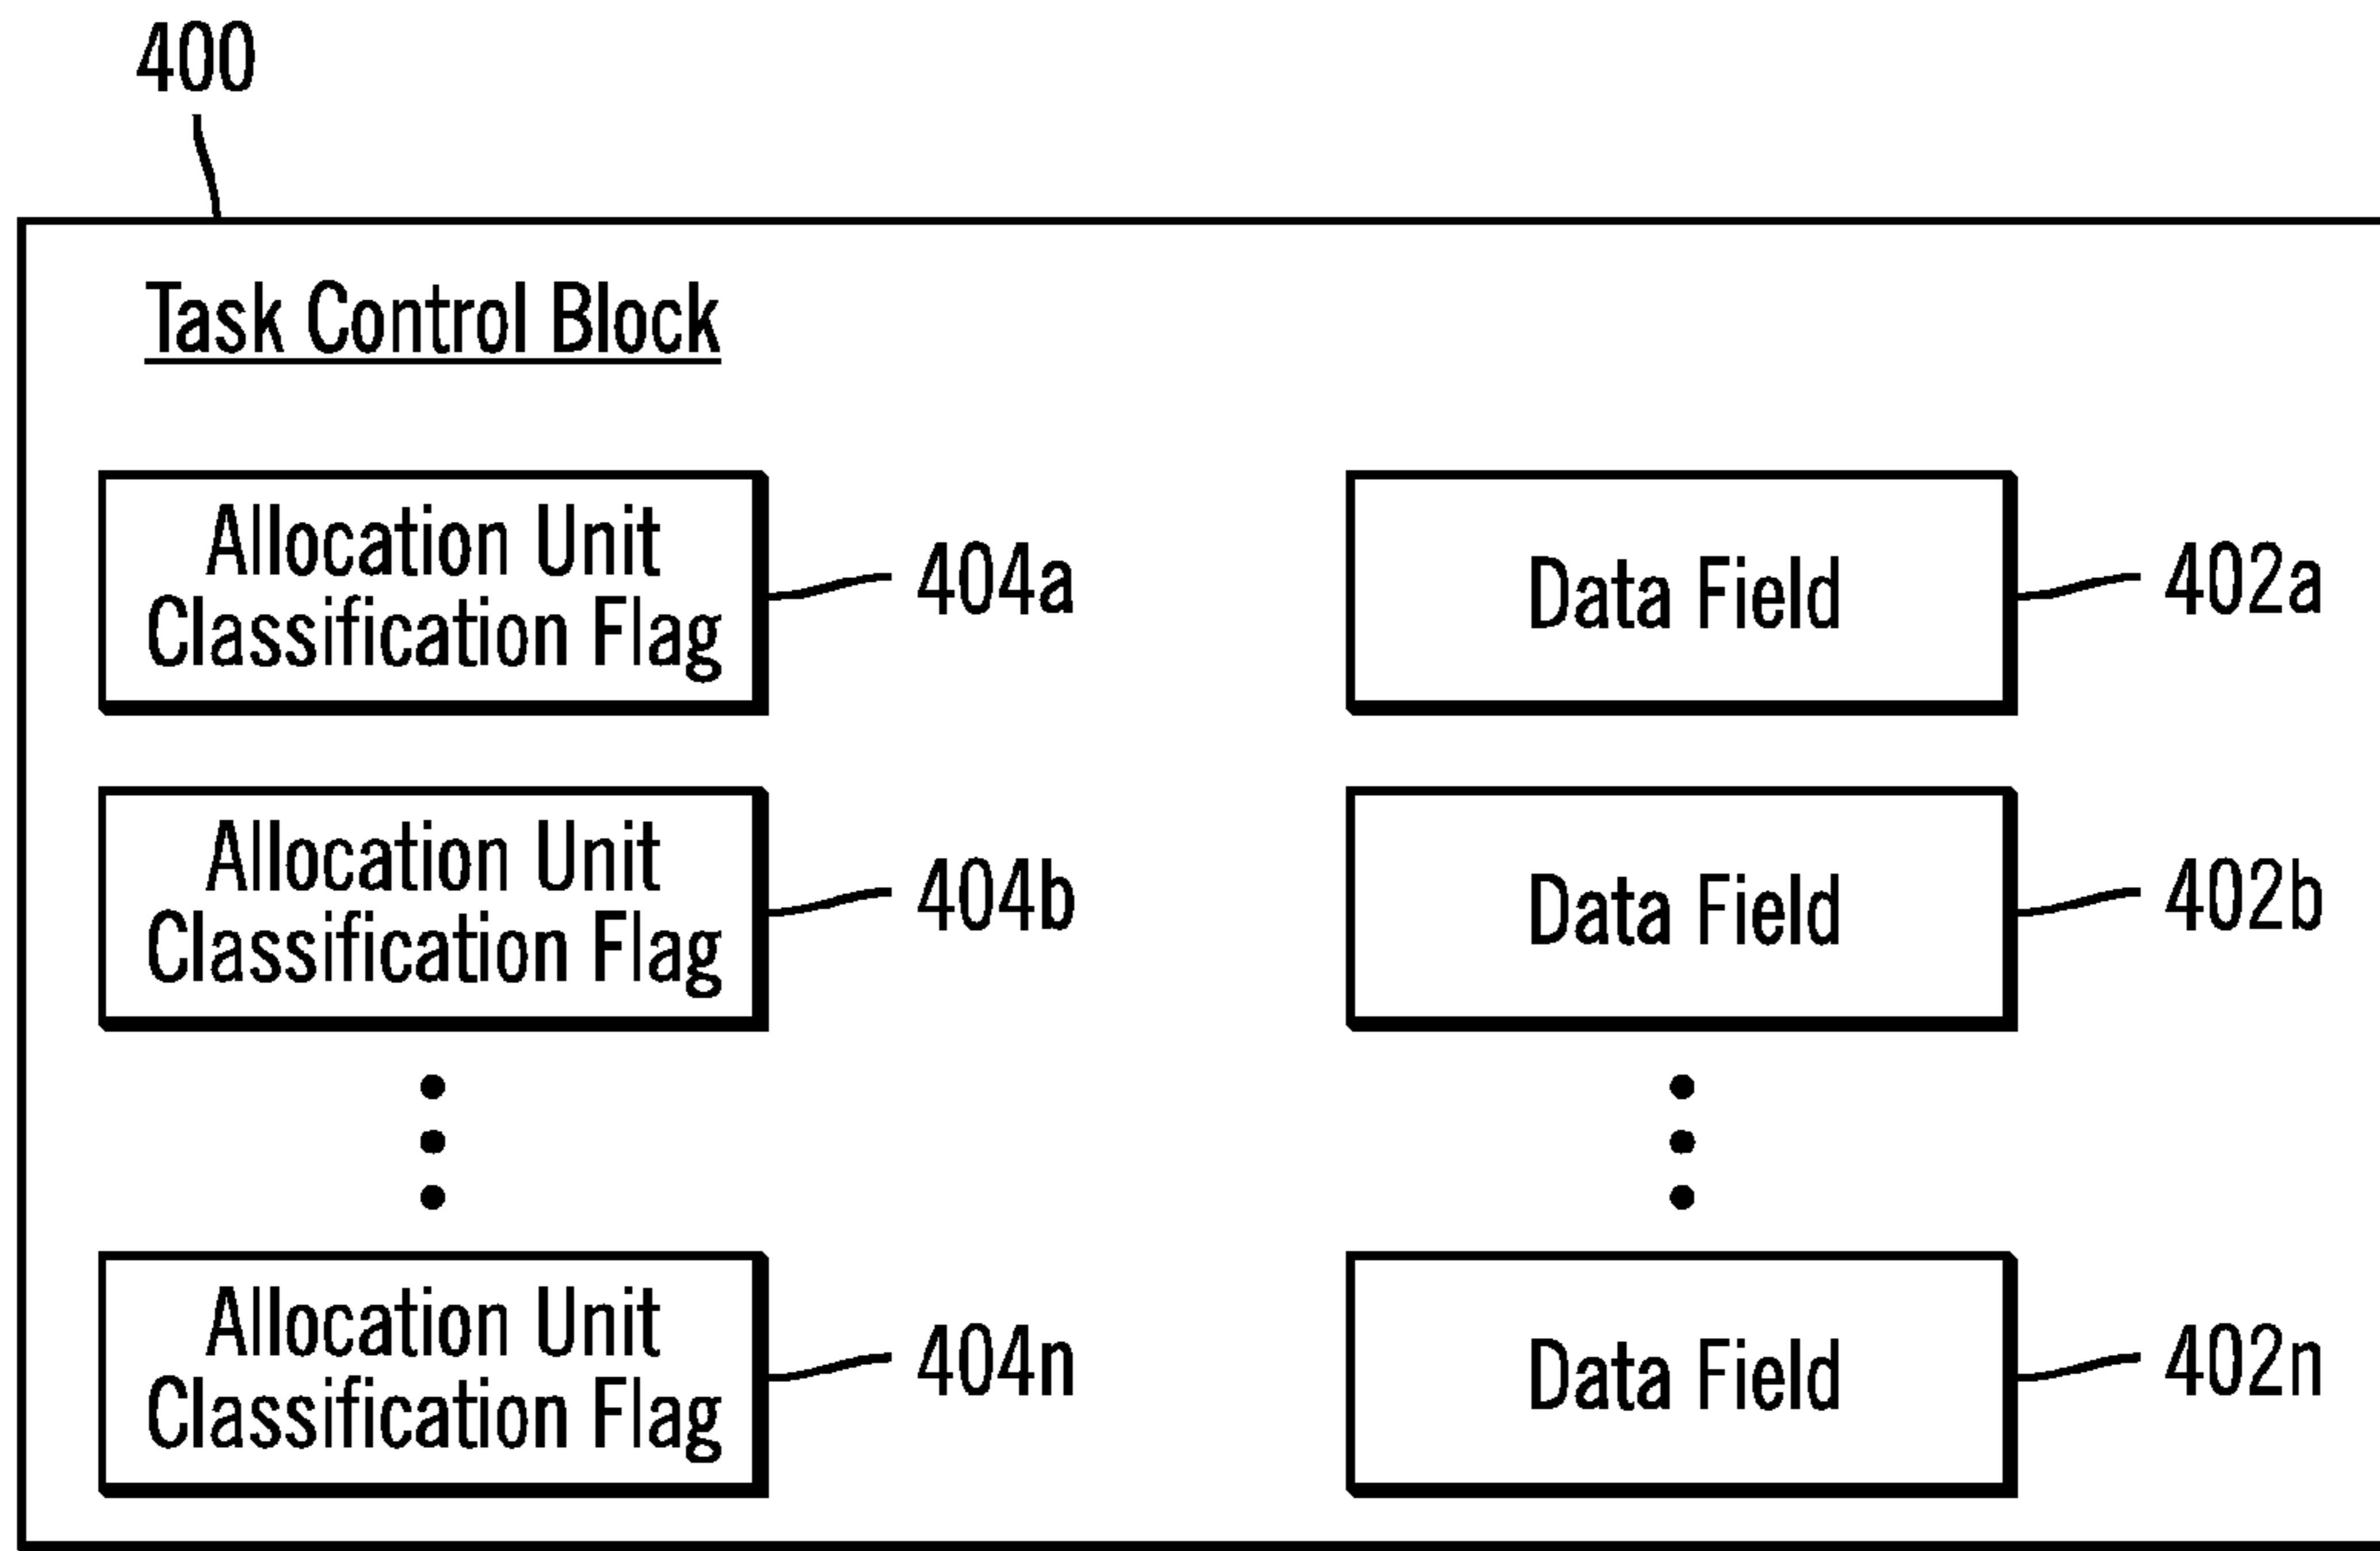 400
Task Control Block
Allocation Unit
Classification Flag
404a
Data Field
402a
Allocation Unit
Classification Flag
404b
Data Field
402b
Allocation Unit
Classification Flag
404n
Data Field
402n